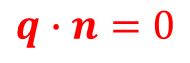 q · n = 0